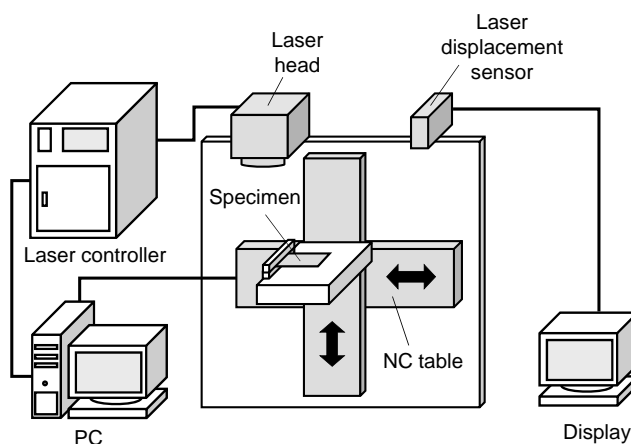 Laser
head
Laser
displacement
sensor
Specimen
Laser controller
NC table
PC
Display